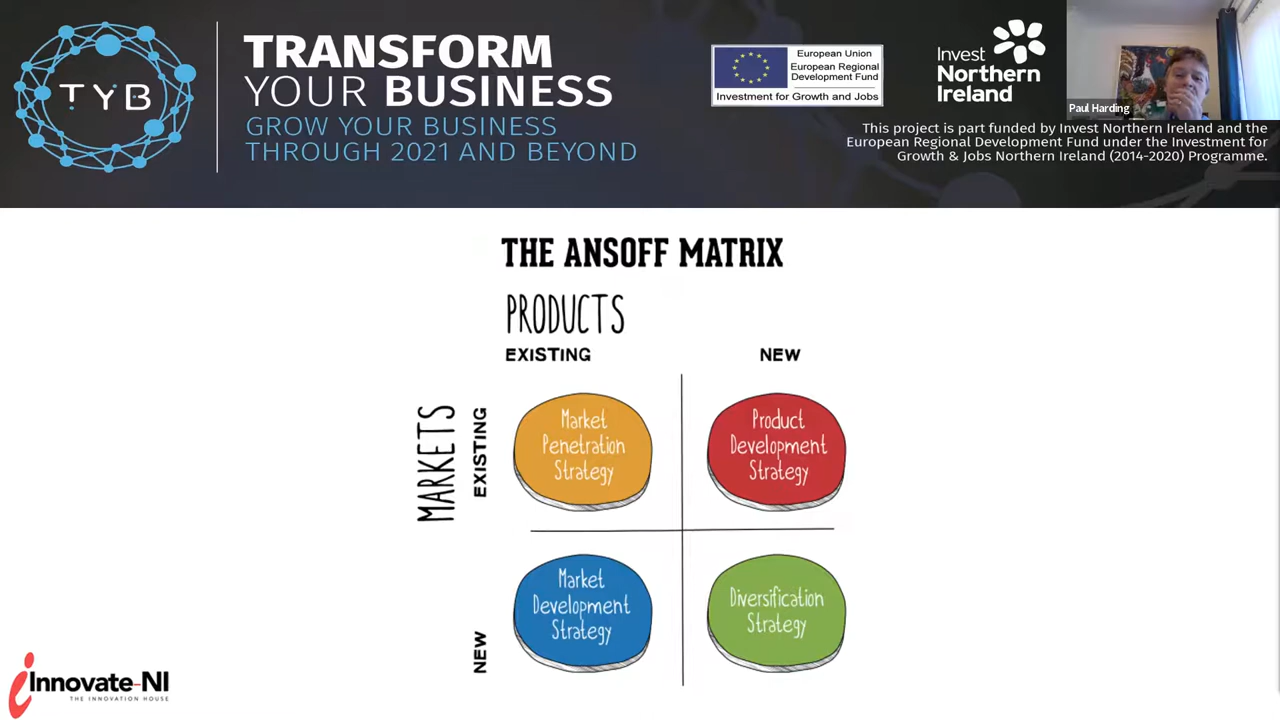 TYB
TRANSFORM
YOUR BUSINESS
GROW YOUR BUSINESS
THROUGH 2021 AND BEYOND
European Union
European Regional
Development Fund
Investment for Growth and Jobs
Invest
Northern
Ireland
Paul Harding
This project is part funded by Invest Northern Ireland and the
European Regional Development Fund under the Investment for
Growth & Jobs Northern Ireland (2014-2020) Programme.
THE ANSOFF MATRIX
PRODUCTS
EXISTING
NEW
MARKETS
EXISTING
Market
Penetration
Strategy
Product
Development
Strategy
NEW
Market
Development
Strategy
Diversification
Strategy
innovate-NI
THE INNOVATION HOUSE